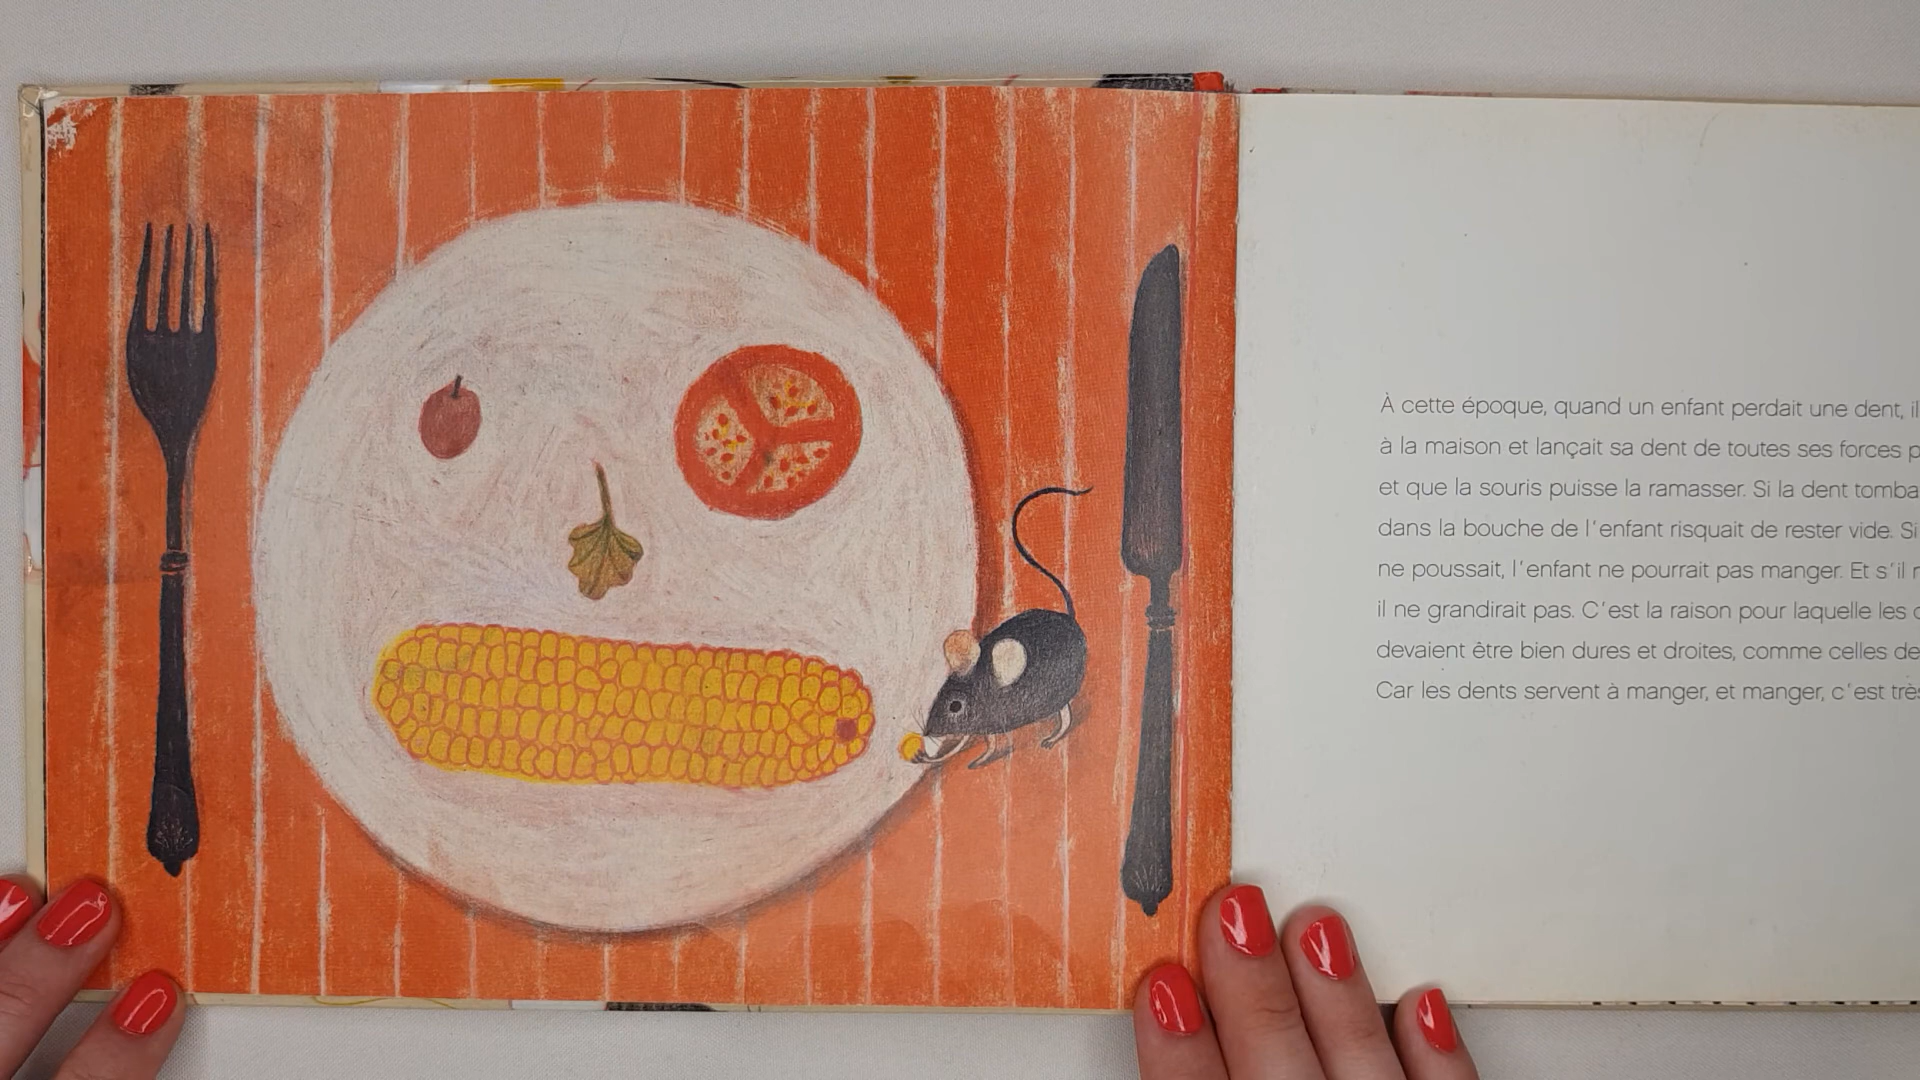 À cette époque, quand un enfant perdait une dent, il
à la maison et lançait sa dent de toutes ses forces
et que la souris puisse la ramasser. Si la dent
dans la bouche de l'enfant risquait de rester vide. Si
ne poussait, l'enfant ne pourrait pas manger. Et s'il
il ne grandirait pas. C'est la raison pour laquelle les
devaient être bien dures et droites, comme celles
Car les dents servent à manger, et manger, c'est